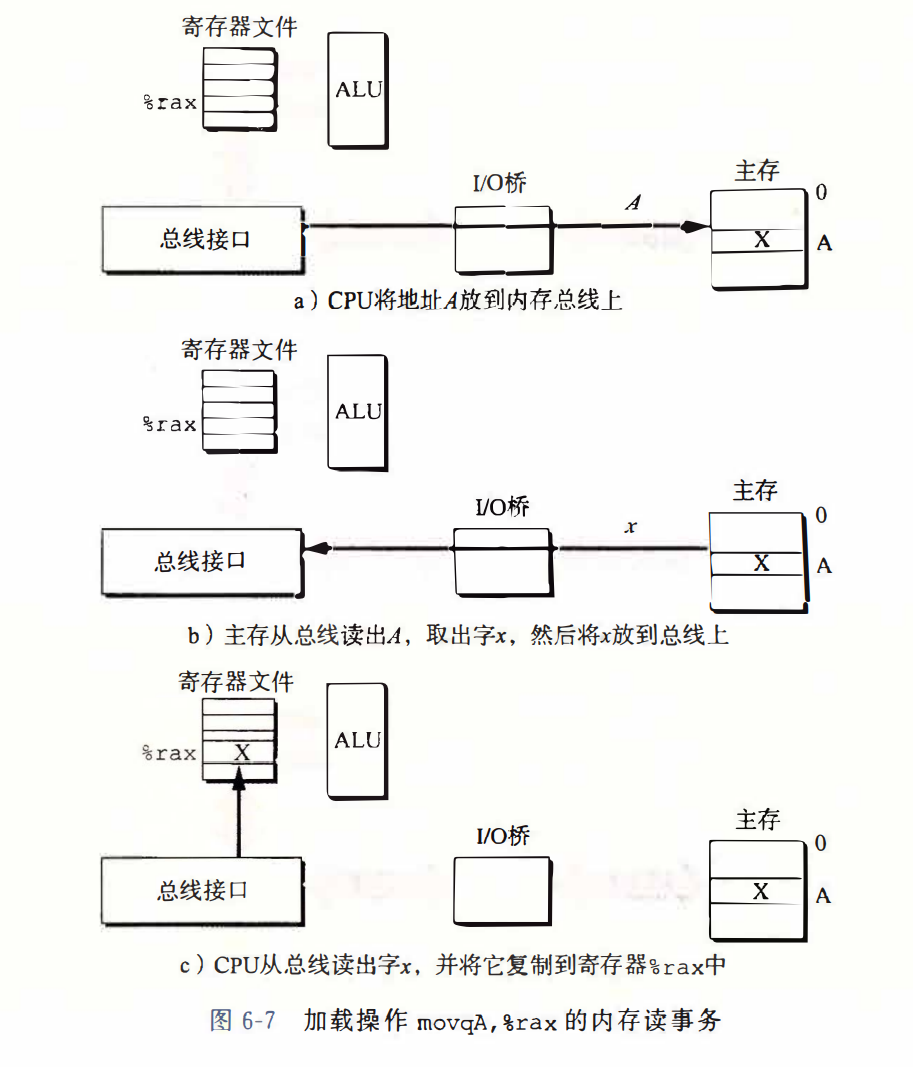 寄存器文件
%rax
ALU
I/O桥
A
主存
0
总线接口
X
A
a）CPU将地址A放到内存总线上
寄存器文件
%rax
ALU
I/O桥
x
主存
0
总线接口
X
A
b）主存从总线读出A，取出字x，然后将x放到总线上
寄存器文件
%rax
X
ALU
I/O桥
主存
0
总线接口
X
A
c）CPU从总线读出字x，并将它复制到寄存器%rax中
图 6-7 加载操作 movqA,%rax 的内存读事务